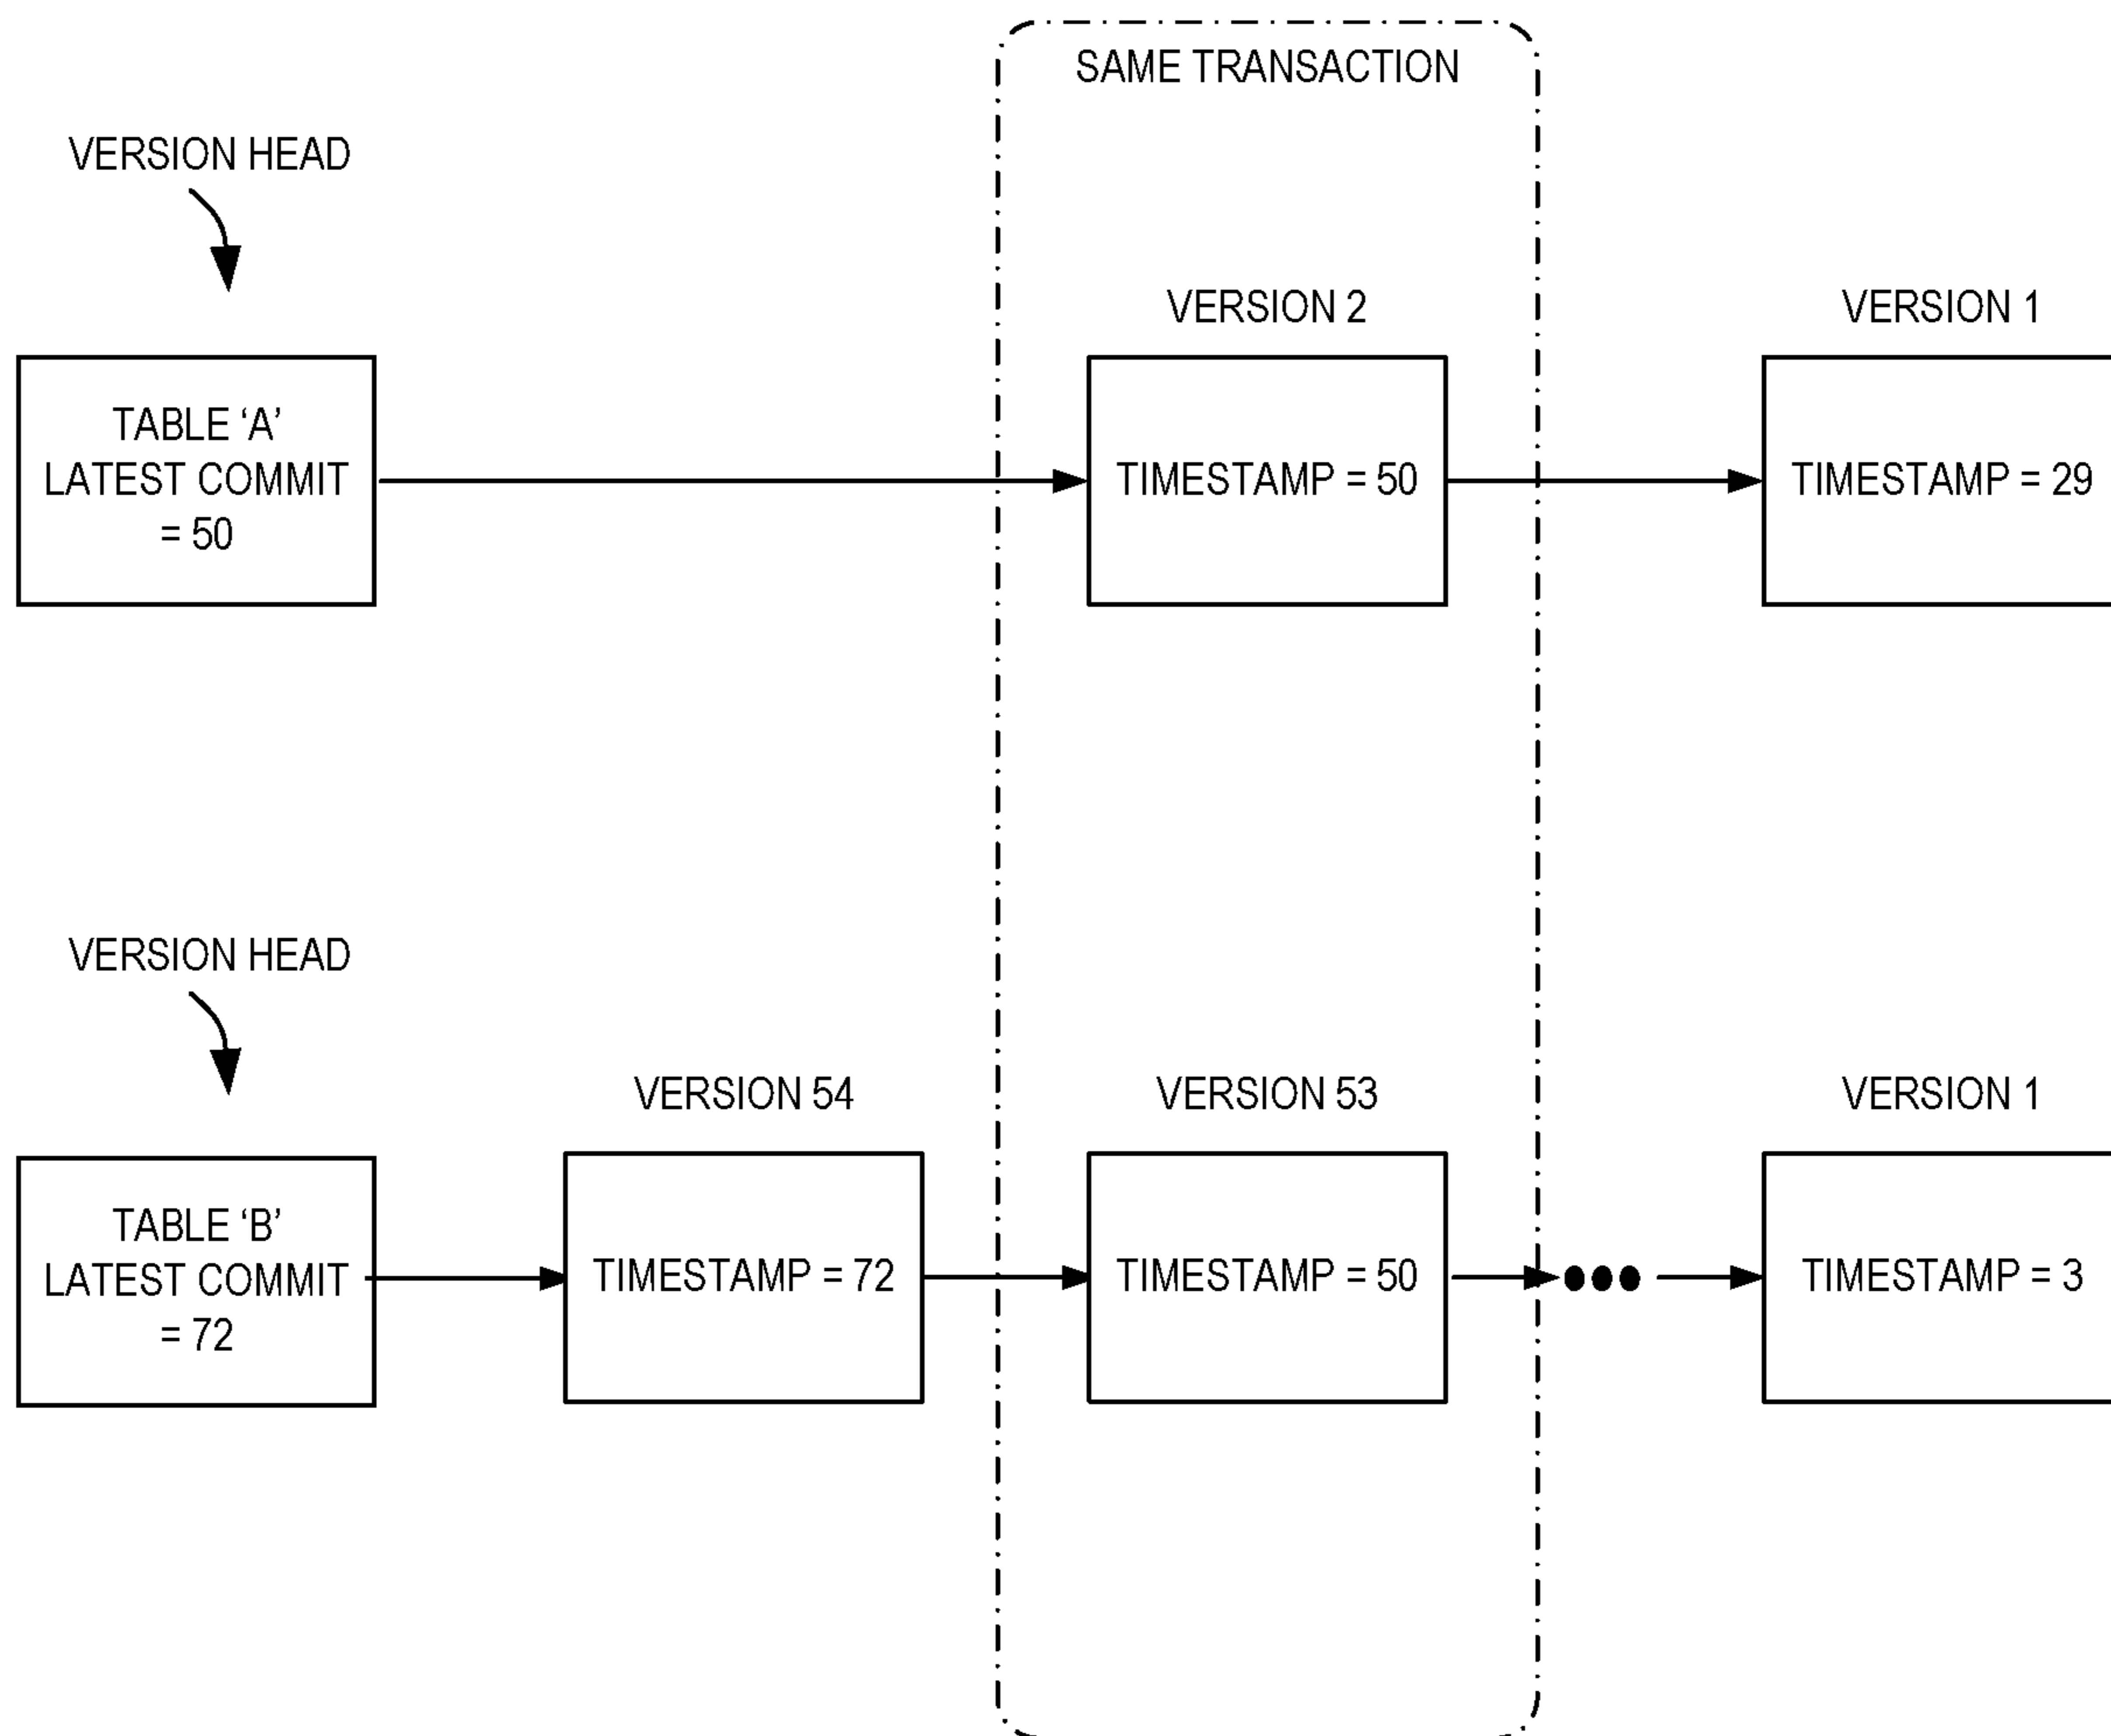 SAME TRANSACTION
VERSION HEAD
VERSION 2
VERSION 1
TABLE ‘A’
LATEST COMMIT
= 50
TIMESTAMP = 50
TIMESTAMP = 29
VERSION HEAD
VERSION 54
VERSION 53
VERSION 1
TABLE ‘B’
LATEST COMMIT
= 72
TIMESTAMP = 72
TIMESTAMP = 50
TIMESTAMP = 3